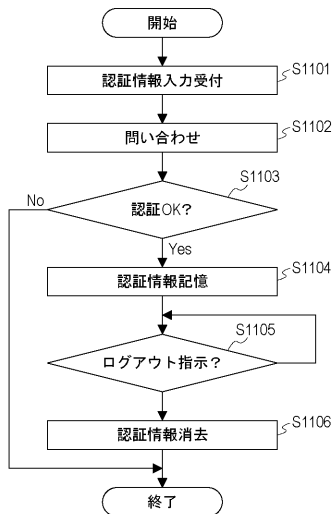 開始
認証情報入力受付
S1101
問い合わせ
S1102
認証OK?
S1103
No
Yes
認証情報記憶
S1104
ログアウト指示?
S1105
認証情報消去
S1106
終了